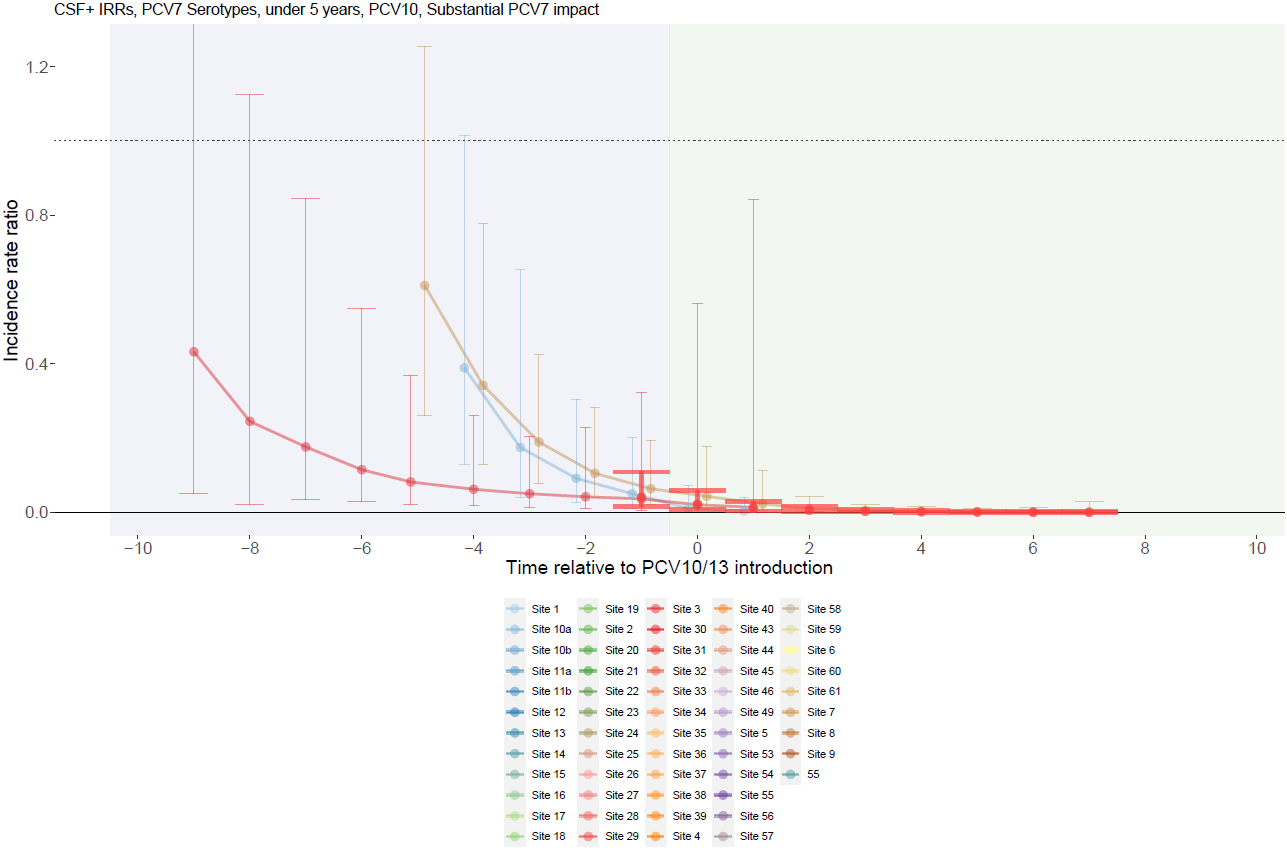 CSF+ IRRs, PCV7 Serotypes, under 5 years, PCV10, Substantial PCV7 impact
Incidence rate ratio
1.2
0.8
0.4
0.0
−10 −8 −6 −4 −2 0 2 4 6 8 10
Time relative to PCV10/13 introduction
Site 1 Site 19 Site 3 Site 40 Site 58
Site 10a Site 2 Site 30 Site 43 Site 59
Site 10b Site 20 Site 31 Site 44 Site 6
Site 11a Site 21 Site 32 Site 45 Site 60
Site 11b Site 22 Site 33 Site 46 Site 61
Site 12 Site 23 Site 34 Site 49 Site 7
Site 13 Site 24 Site 35 Site 5 Site 8
Site 14 Site 25 Site 36 Site 53 Site 9
Site 15 Site 26 Site 37 Site 54 55
Site 16 Site 27 Site 38 Site 55
Site 17 Site 28 Site 39 Site 56
Site 18 Site 29 Site 4 Site 57